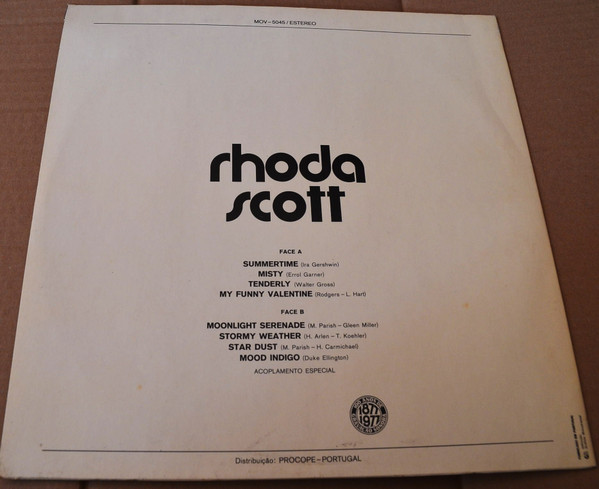 MOV-5045/ESTEREO
rhoda
scott
FACE A
SUMMERTIME (Ira Gershwin)
MISTY (Errol Garner)
TENDERLY (Walter Gross)
MY FUNNY VALENTINE (Rodgers - L. Hart)
FACE B
MOONLIGHT SERENADE (M. Parish - Gleen Miller)
STORMY WEATHER (H. Arlen - T. Koehler)
STAR DUST (M. Parish - H. Carmichael)
MOOD INDIGO (Duke Ellington)
ACOPLAMENTO ESPECIAL
1877
1977
Distribuição: PROCOPE-PORTUGAL